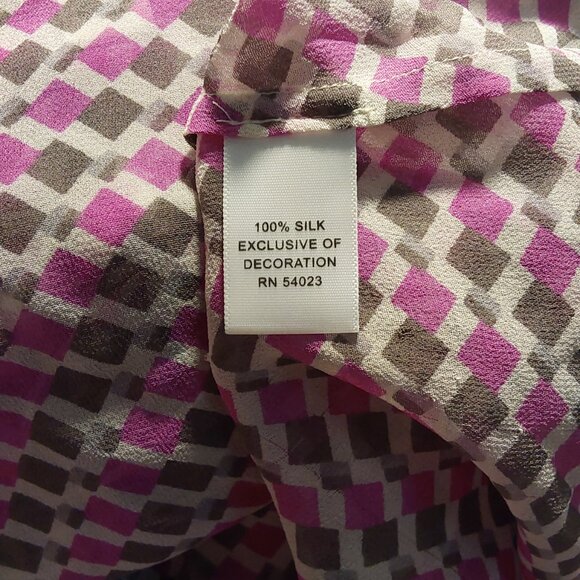 100% SILK
EXCLUSIVE OF
DECORATION
RN 54023